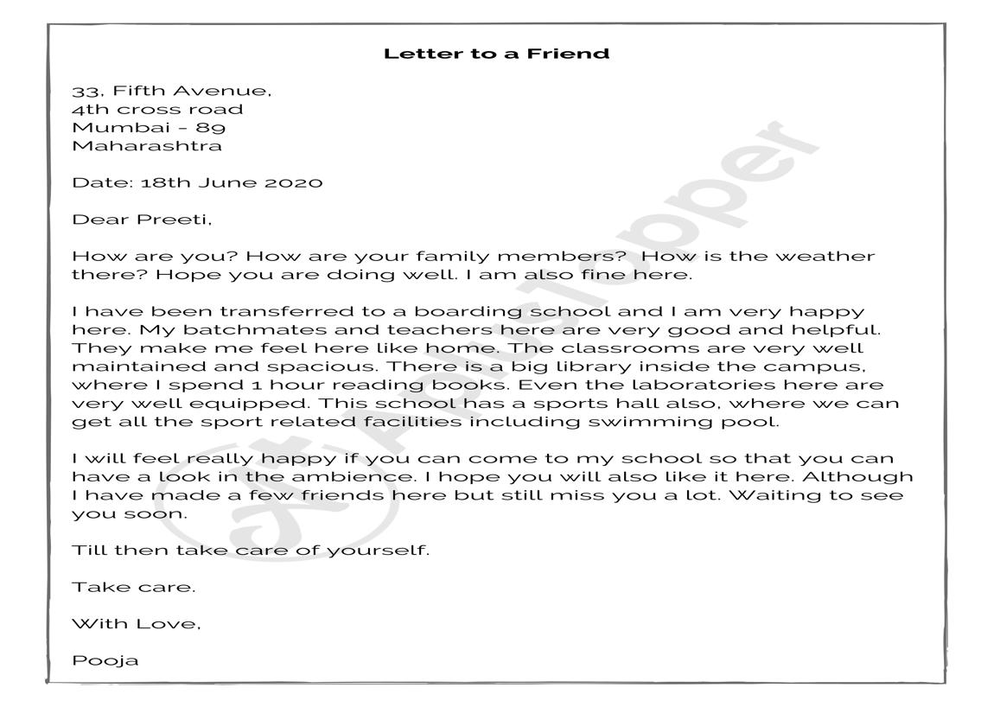 Letter to a Friend
33, Fifth Avenue,
4th cross road
Mumbai - 89
Maharashtra
Date: 18th June 2020
Dear Preeti,
How are you? How are your family members?  How is the weather
there? Hope you are doing well. I am also fine here.
I have been transferred to a boarding school and I am very happy
here. My batchmates and teachers here are very good and helpful.
They make me feel here like home. The classrooms are very well
maintained and spacious. There is a big library inside the campus,
where I spend 1 hour reading books. Even the laboratories here are
very well equipped. This school has a sports hall also, where we can
get all the sport related facilities including swimming pool.
I will feel really happy if you can come to my school so that you can
have a look in the ambience. I hope you will also like it here. Although
I have made a few friends here but still miss you a lot. Waiting to see
you soon.
Till then take care of yourself.
Take care.
With Love,
Pooja
A+ AplusTopper